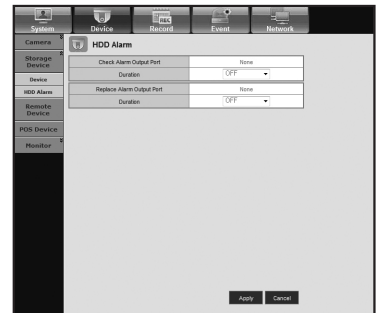 System Device Record Event Network
REC
Camera
HDD Alarm
Storage
Device
Device
HDD Alarm
Remote
Device
POS Device
Monitor
Check Alarm Output Port None
Duration OFF
Replace Alarm Output Port None
Duration OFF
Apply Cancel